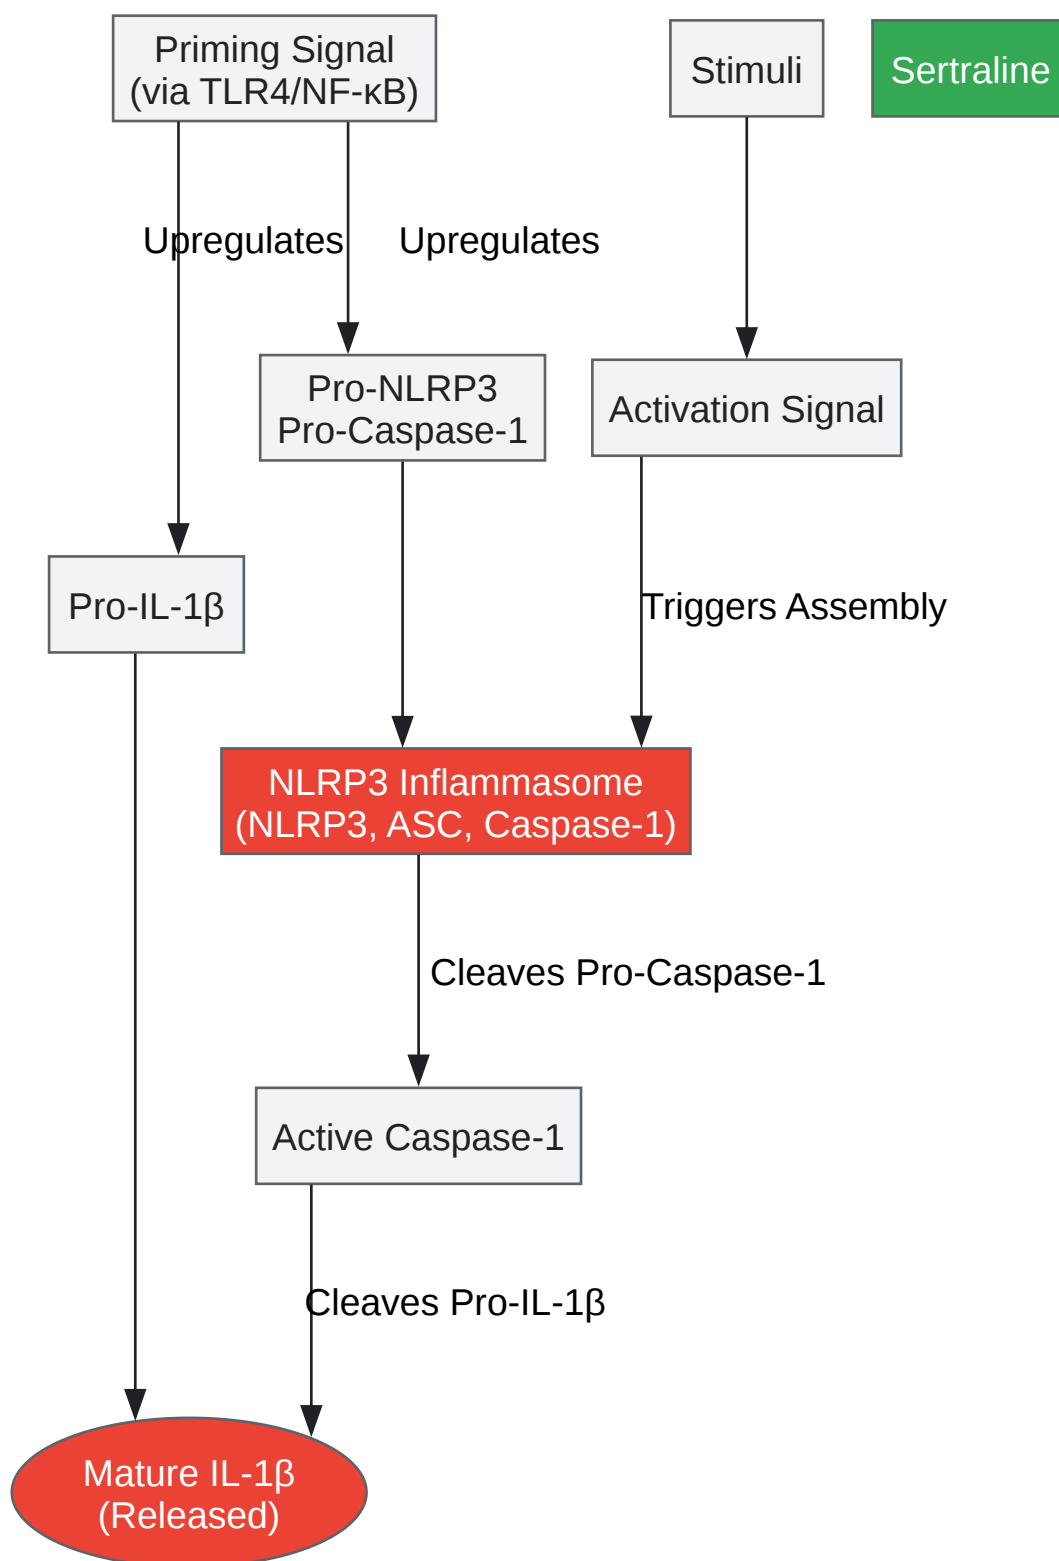 Priming Signal
(via TLR4/NF-κB)
Stimuli
Sertraline
Upregulates
Upregulates
Pro-NLRP3
Pro-Caspase-1
Activation Signal
Pro-IL-1β
Triggers Assembly
NLRP3 Inflammasome
(NLRP3, ASC, Caspase-1)
Cleaves Pro-Caspase-1
Active Caspase-1
Cleaves Pro-IL-1β
Mature IL-1β
(Released)